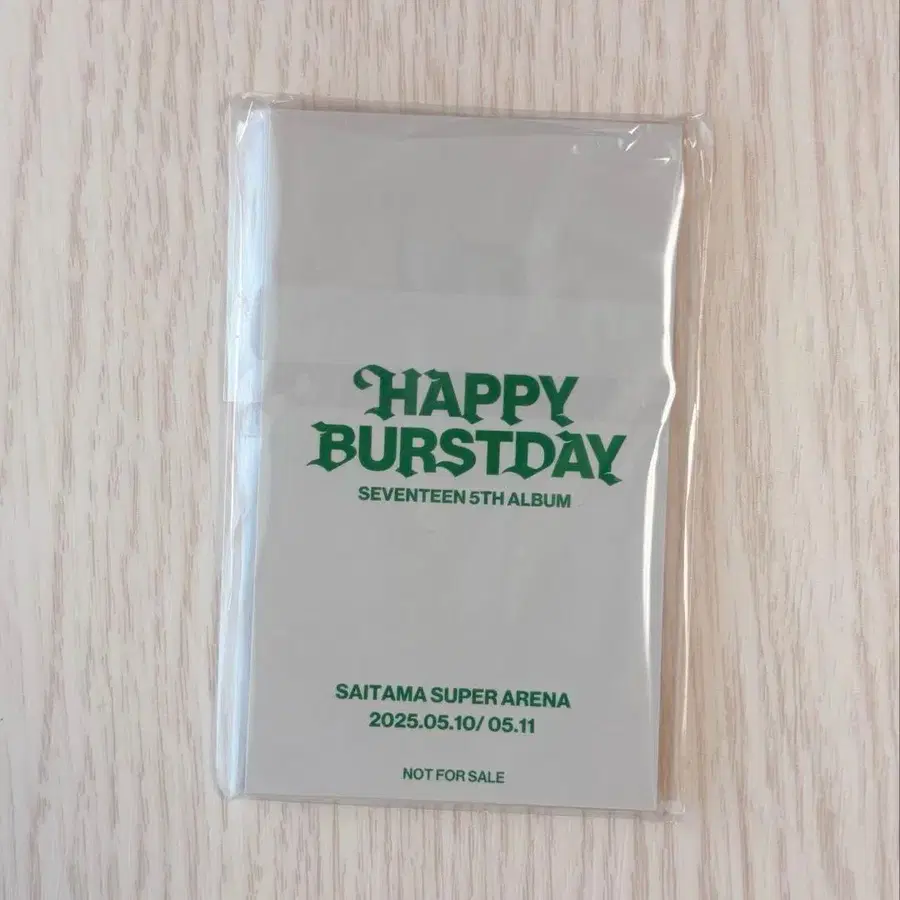 HAPPY
BURSTDAY
SEVENTEEN 5TH ALBUM
SAITAMA SUPER ARENA
2025.05.10/ 05.11
NOT FOR SALE